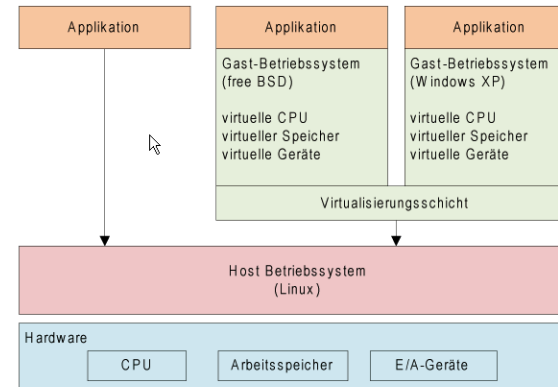 Applikation
Applikation
Applikation
Gast-Betriebssystem
(free BSD)
virtuelle CPU
virtueller Speicher
virtuelle Geräte
Gast-Betriebssystem
(Windows XP)
virtuelle CPU
virtueller Speicher
virtuelle Geräte
Virtualisierungsschicht
Host Betriebssystem
(Linux)
Hardware
CPU
Arbeitsspeicher
E/A-Geräte